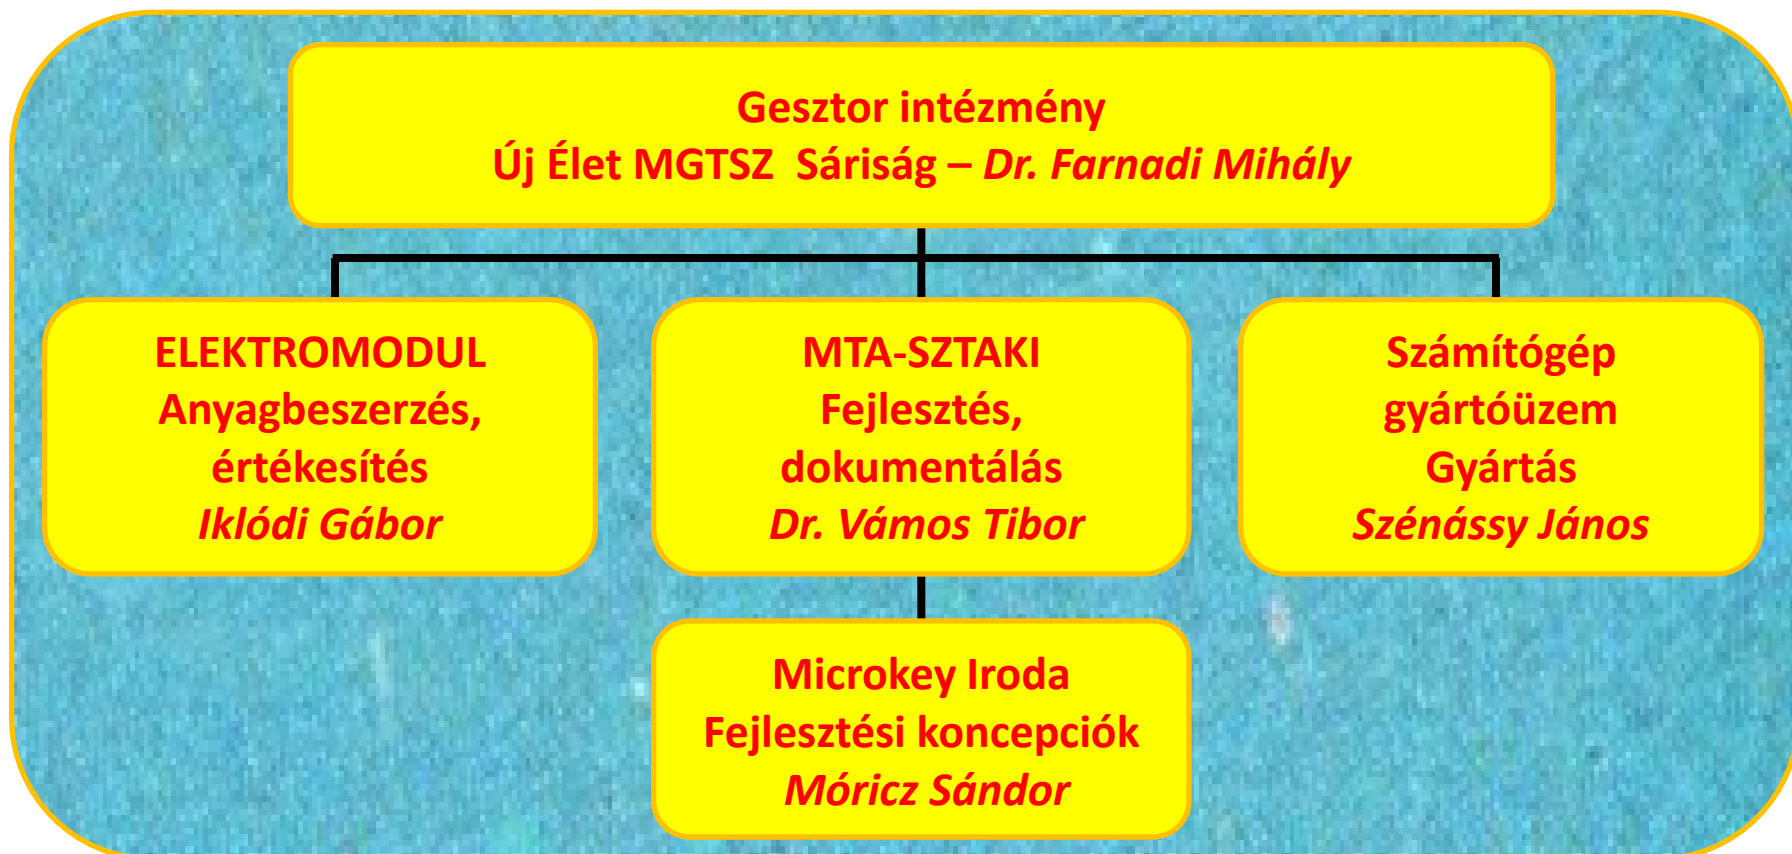 Gesztor intézmény
Új Élet MGTSZ  Sáriság – Dr. Farnadi Mihály
ELEKTROMODUL
Anyagbeszerzés,
értékesítés
Iklódi Gábor
MTA-SZTAKI
Fejlesztés,
dokumentálás
Dr. Vámos Tibor
Számítógép
gyártóüzem
Gyártás
Szénássy János
Microkey Iroda
Fejlesztési koncepciók
Móricz Sándor